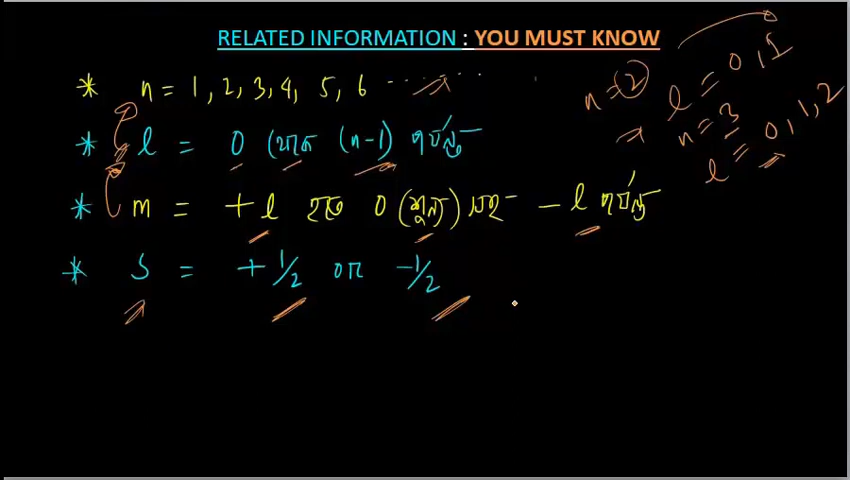 RELATED INFORMATION : YOU MUST KNOW
* n = 1, 2, 3, 4, 5, 6 ........
* l = 0 থেকে (n-1) পর্যন্ত
* m = +l হতে 0 (শূন্য) সহ -l পর্যন্ত
* S = +1/2 or -1/2
n = 2
l = 0, 1
→ n = 3
l = 0, 1, 2